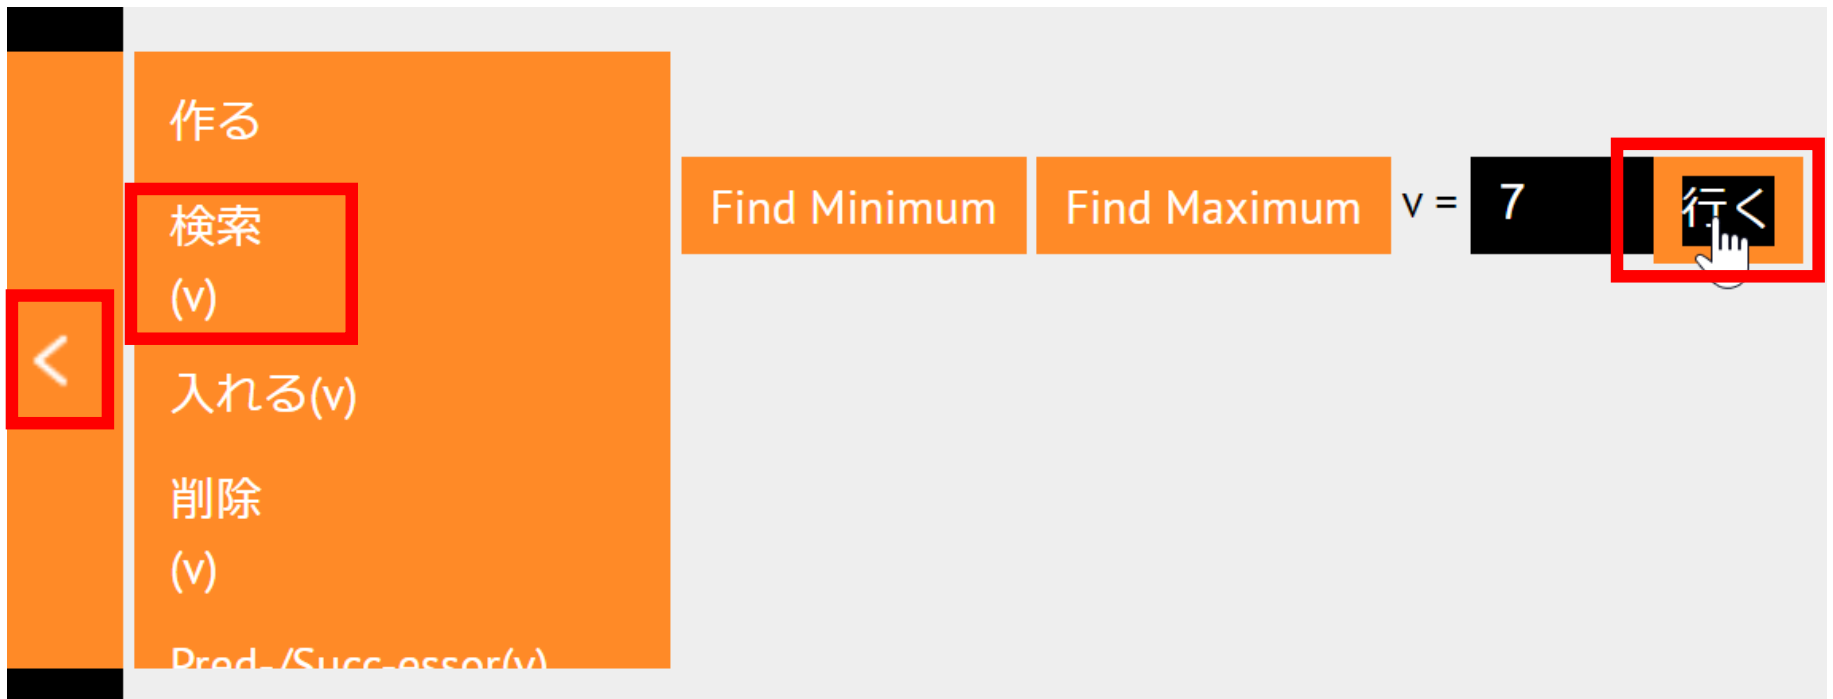 作る
検索
(v)
Find Minimum
Find Maximum
v =
7
行く
<
入れる(v)
削除
(v)
Pred-/Succ-essor(v)